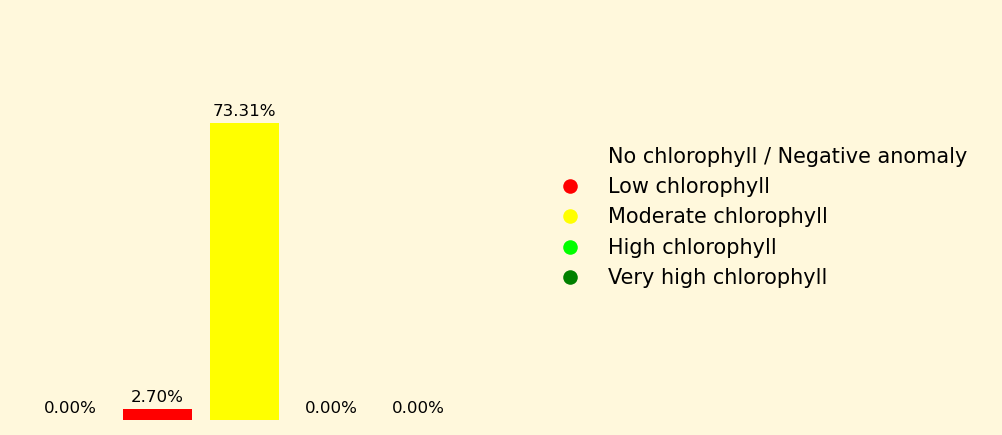 73.31%
No chlorophyll / Negative anomaly
Low chlorophyll
Moderate chlorophyll
High chlorophyll
Very high chlorophyll
2.70%
0.00% 0.00% 0.00%